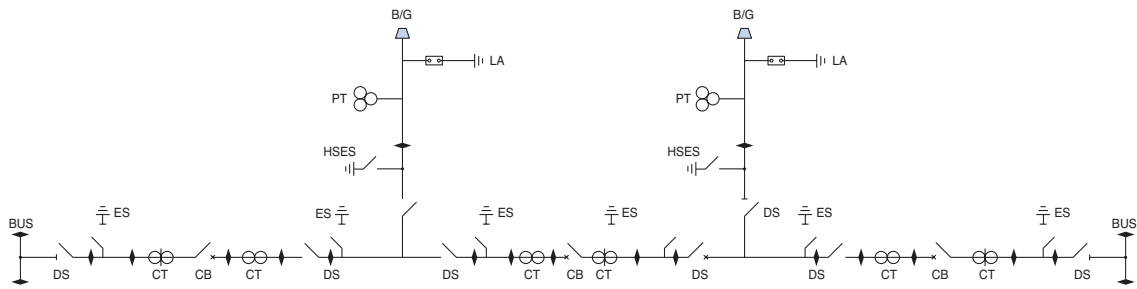 B/G B/G
LA LA
PT PT
HSES HSES
BUS ES ES ES ES DS ES ES BUS
DS CT CB CT DS DS CT CB CT DS DS CT CB CT DS